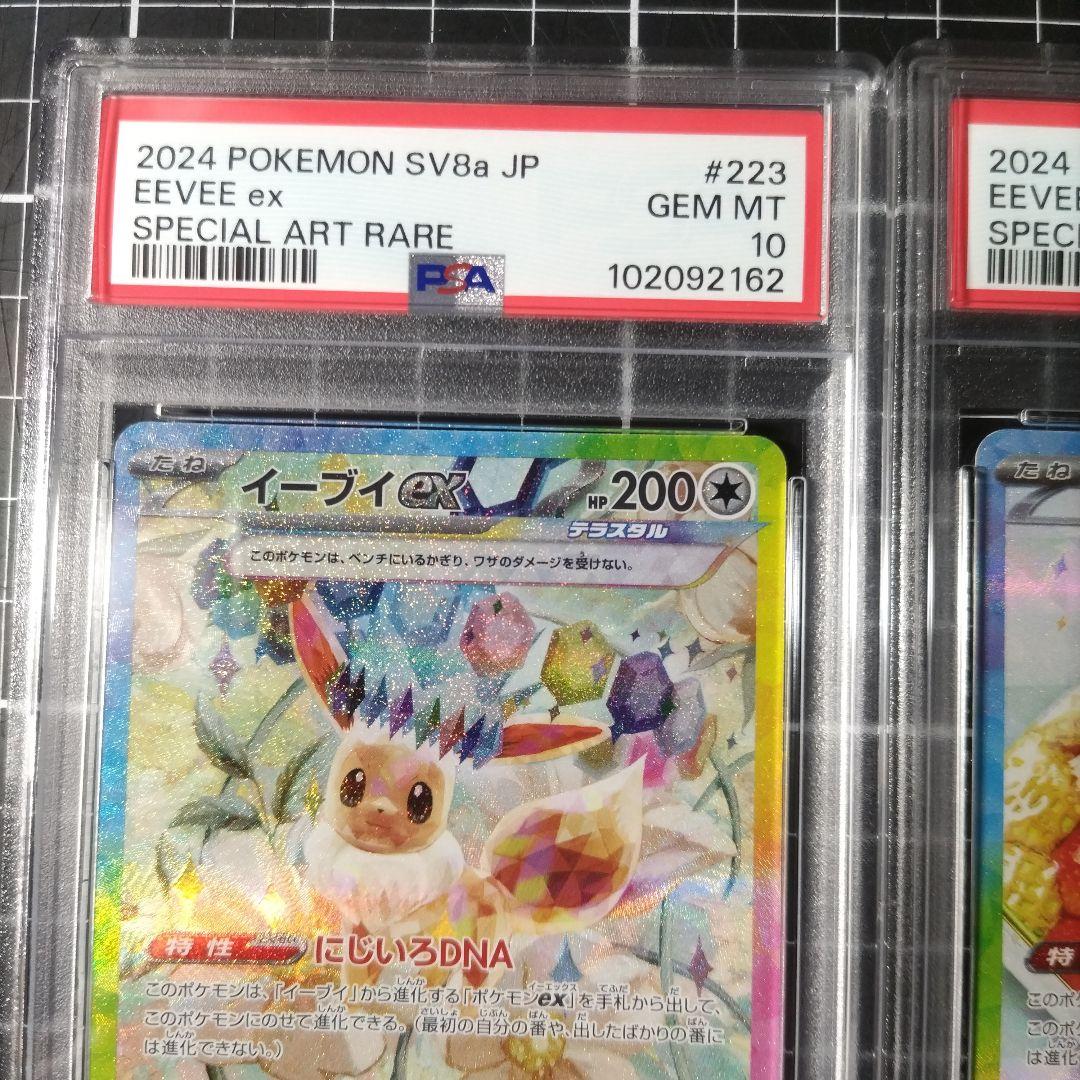 2024 POKEMON SV8a JP #223
EEVEE ex GEM MT
SPECIAL ART RARE 10
PSA 102092162
たね イーブイex HP200
テラスタル
このポケモンは、ベンチにいるかぎり、ワザのダメージを受けない。
特性 にじいろDNA
このポケモンは、「イーブイ」から進化する「ポケモンex」を手札から出して、
このポケモンにのせて進化できる。(最初の自分の番や、出したばかりの番に
は進化できない。)
2024
EEVEE
SPECI
たね
特
このポ
このポ
は進化